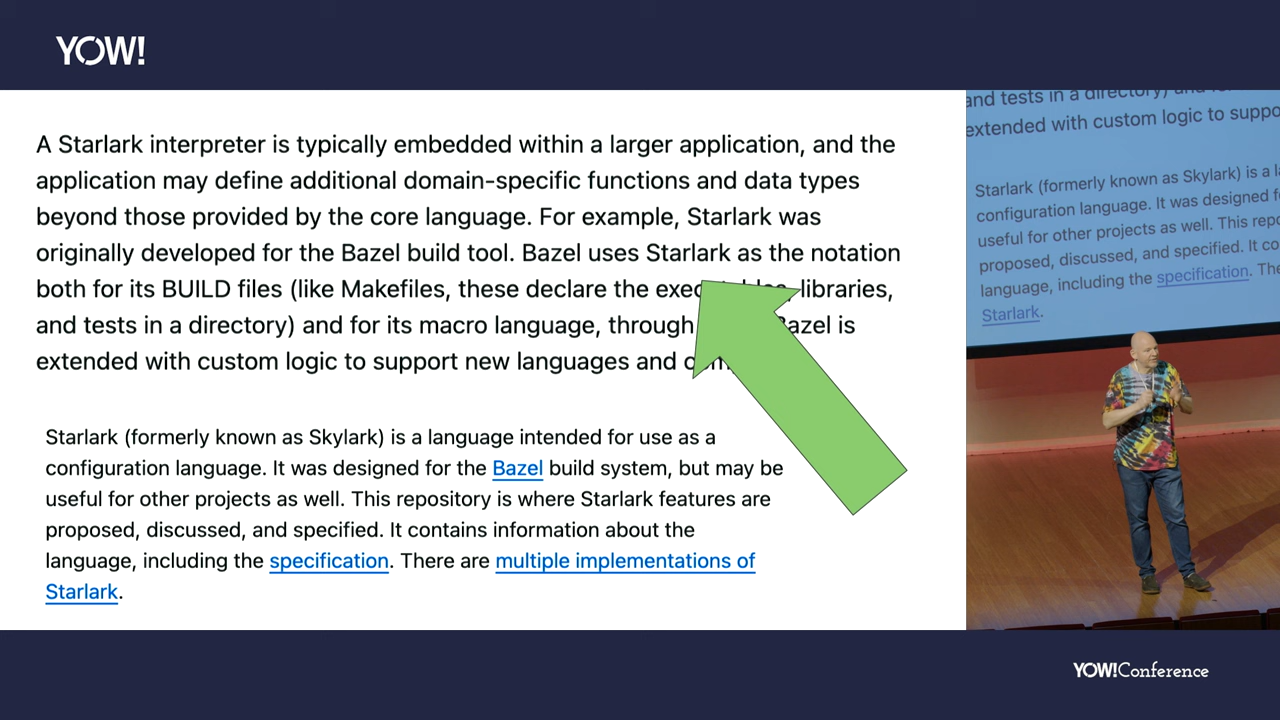 YOW!
A Starlark interpreter is typically embedded within a larger application, and the
application may define additional domain-specific functions and data types
beyond those provided by the core language. For example, Starlark was
originally developed for the Bazel build tool. Bazel uses Starlark as the notation
both for its BUILD files (like Makefiles, these declare the executables, libraries,
and tests in a directory) and for its macro language, through Bazel is
extended with custom logic to support new languages and
Starlark (formerly known as Skylark) is a language intended for use as a
configuration language. It was designed for the Bazel build system, but may be
useful for other projects as well. This repository is where Starlark features are
proposed, discussed, and specified. It contains information about the
language, including the specification. There are multiple implementations of
Starlark.
and tests in a directory) and
extended with custom logic to suppo
Starlark (formerly known as Skylark) is a
configuration language. It was designed
useful for other projects as well. This repo
proposed, discussed, and specified. It co
language, including the specification. The
Starlark.
YOW!Conference